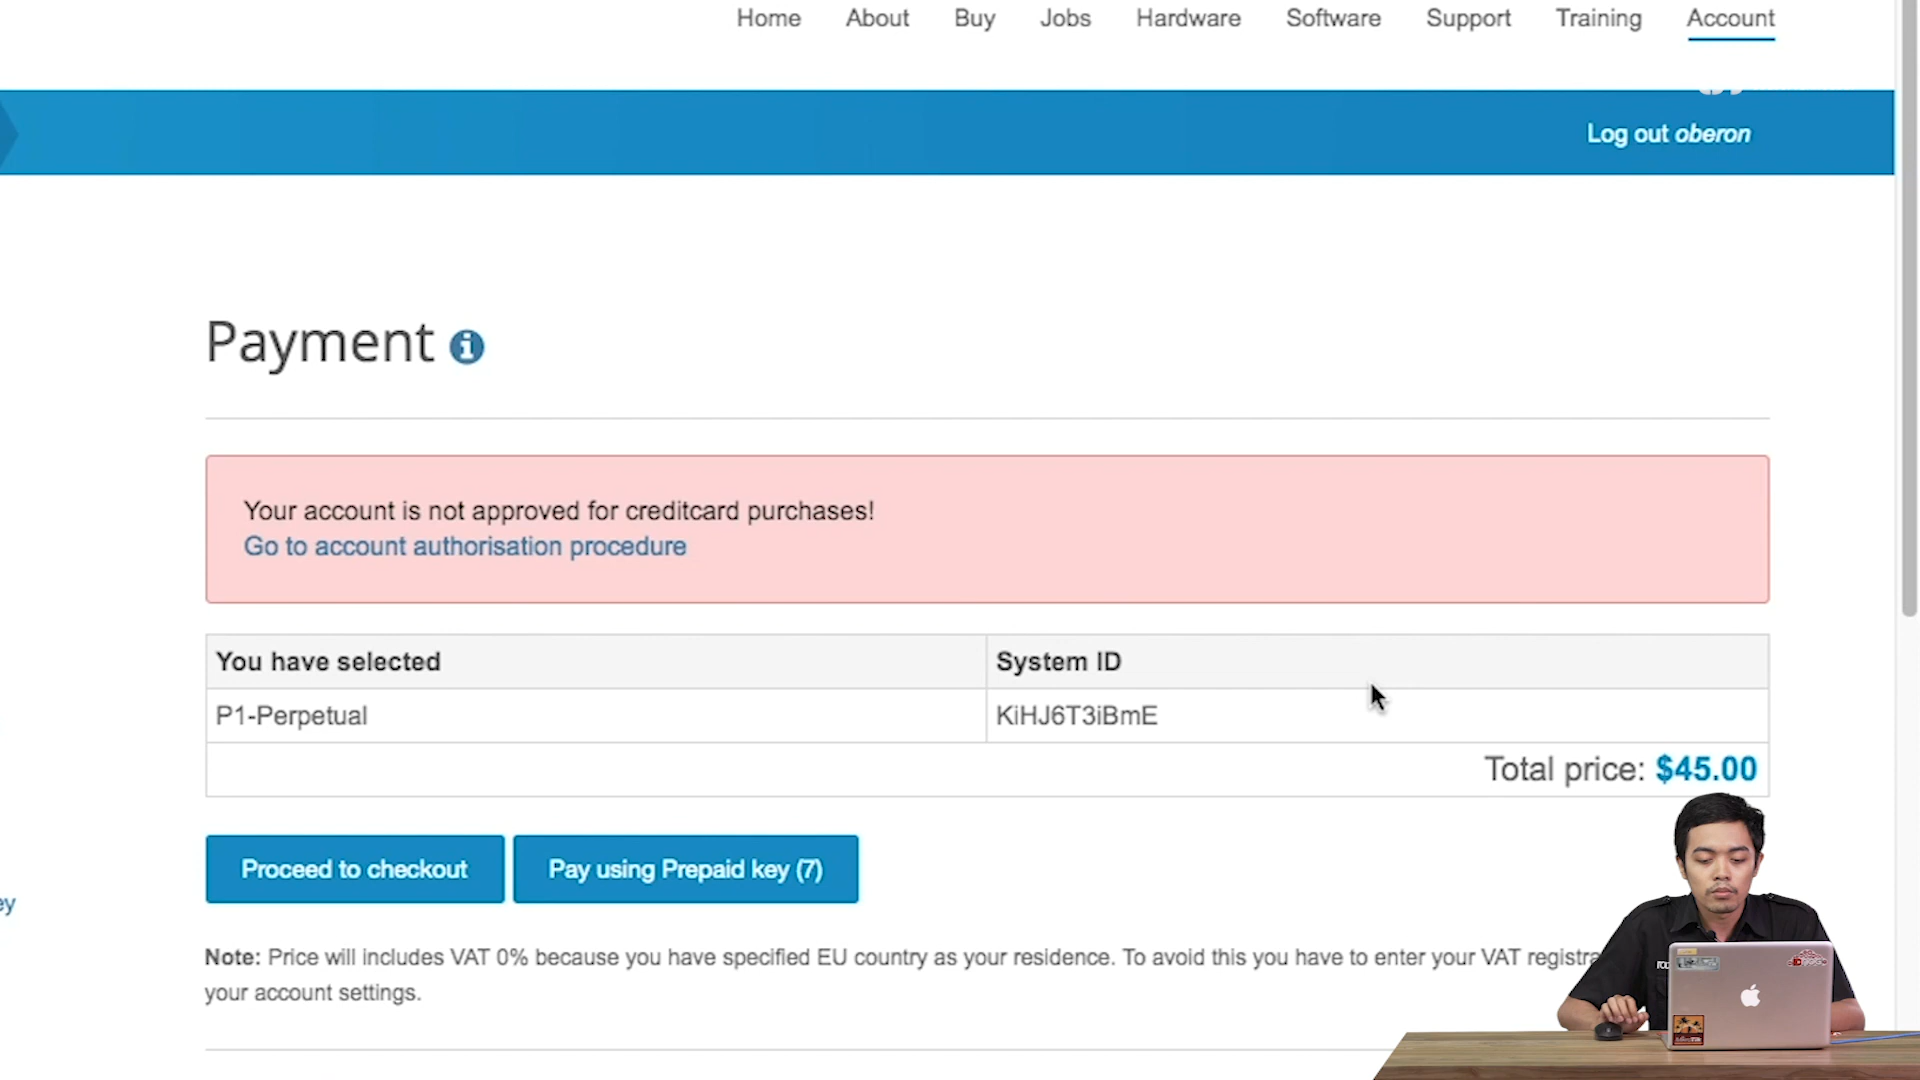 Home About Buy Jobs Hardware Software Support Training Account
Log out oberon
Payment
Your account is not approved for creditcard purchases!
Go to account authorisation procedure
You have selected System ID
P1-Perpetual KiHJ6T3iBmE
Total price: $45.00
Proceed to checkout Pay using Prepaid key (7)
ey
Note: Price will includes VAT 0% because you have specified EU country as your residence. To avoid this you have to enter your VAT registra
your account settings.